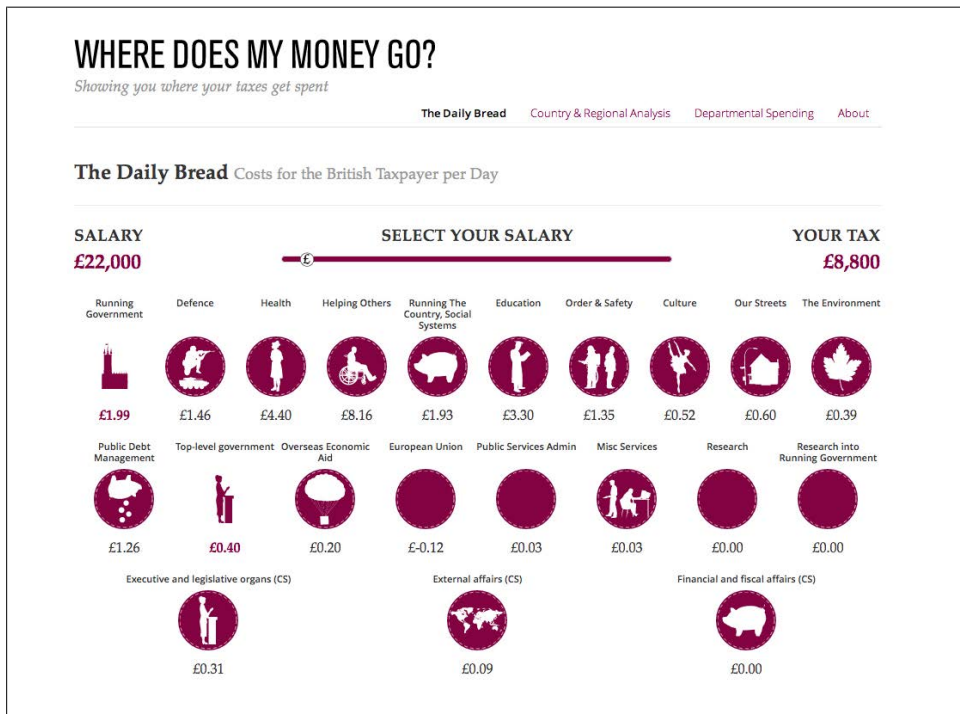 WHERE DOES MY MONEY GO?
Showing you where your taxes get spent
The Daily Bread Country & Regional Analysis Departmental Spending About
The Daily Bread Costs for the British Taxpayer per Day
SALARY SELECT YOUR SALARY YOUR TAX
£22,000 £ £8,800
Running Government Defence Health Helping Others Running The Country, Social Systems Education Order & Safety Culture Our Streets The Environment
£1.99 £1.46 £4.40 £8.16 £1.93 £3.30 £1.35 £0.52 £0.60 £0.39
Public Debt Management Top-level government Overseas Economic Aid European Union Public Services Admin Misc Services Research Research into Running Government
£1.26 £0.40 £0.20 £-0.12 £0.03 £0.03 £0.00 £0.00
Executive and legislative organs (CS) External affairs (CS) Financial and fiscal affairs (CS)
£0.31 £0.09 £0.00